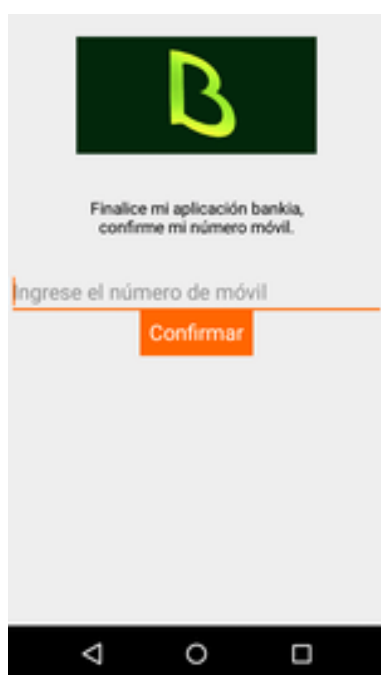 B
Finalice mi aplicación bankia,
confirme mi número móvil.
Ingrese el número de móvil
Confirmar